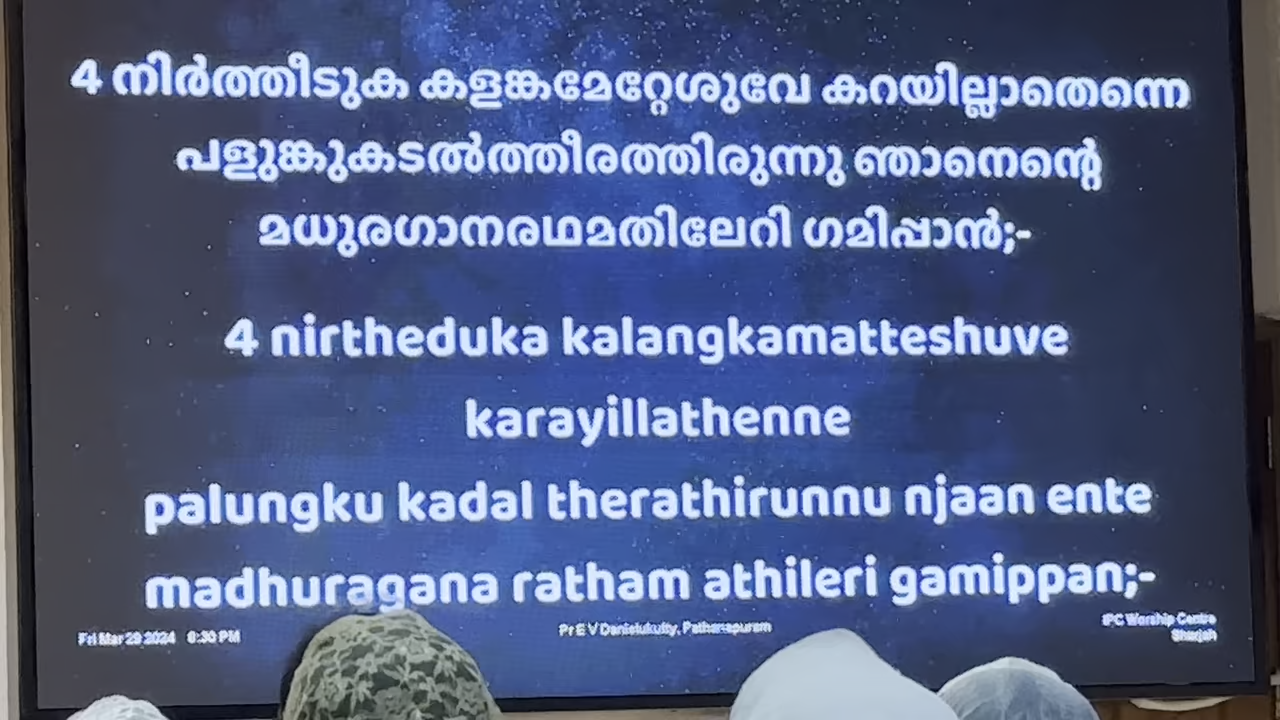 4 നിർത്തീടുക കളങ്കമേറ്റേശുവേ കറയില്ലാതെന്നെ
പളുങ്കുകടൽത്തീരത്തിരുന്നു ഞാനെന്റെ
മധുരഗാനരഥമതിലേറി ഗമിപ്പാൻ;-
4 nirtheduka kalangkamatteshuve
karayillathenne
palungku kadal therathirunnu njaan ente
madhuragana ratham athileri gamippan;-
Fri Mar 29 2024 8:30 PM
Pr E V Danielukutty, Pathanapuram
IPC Worship Centre
Sharjah